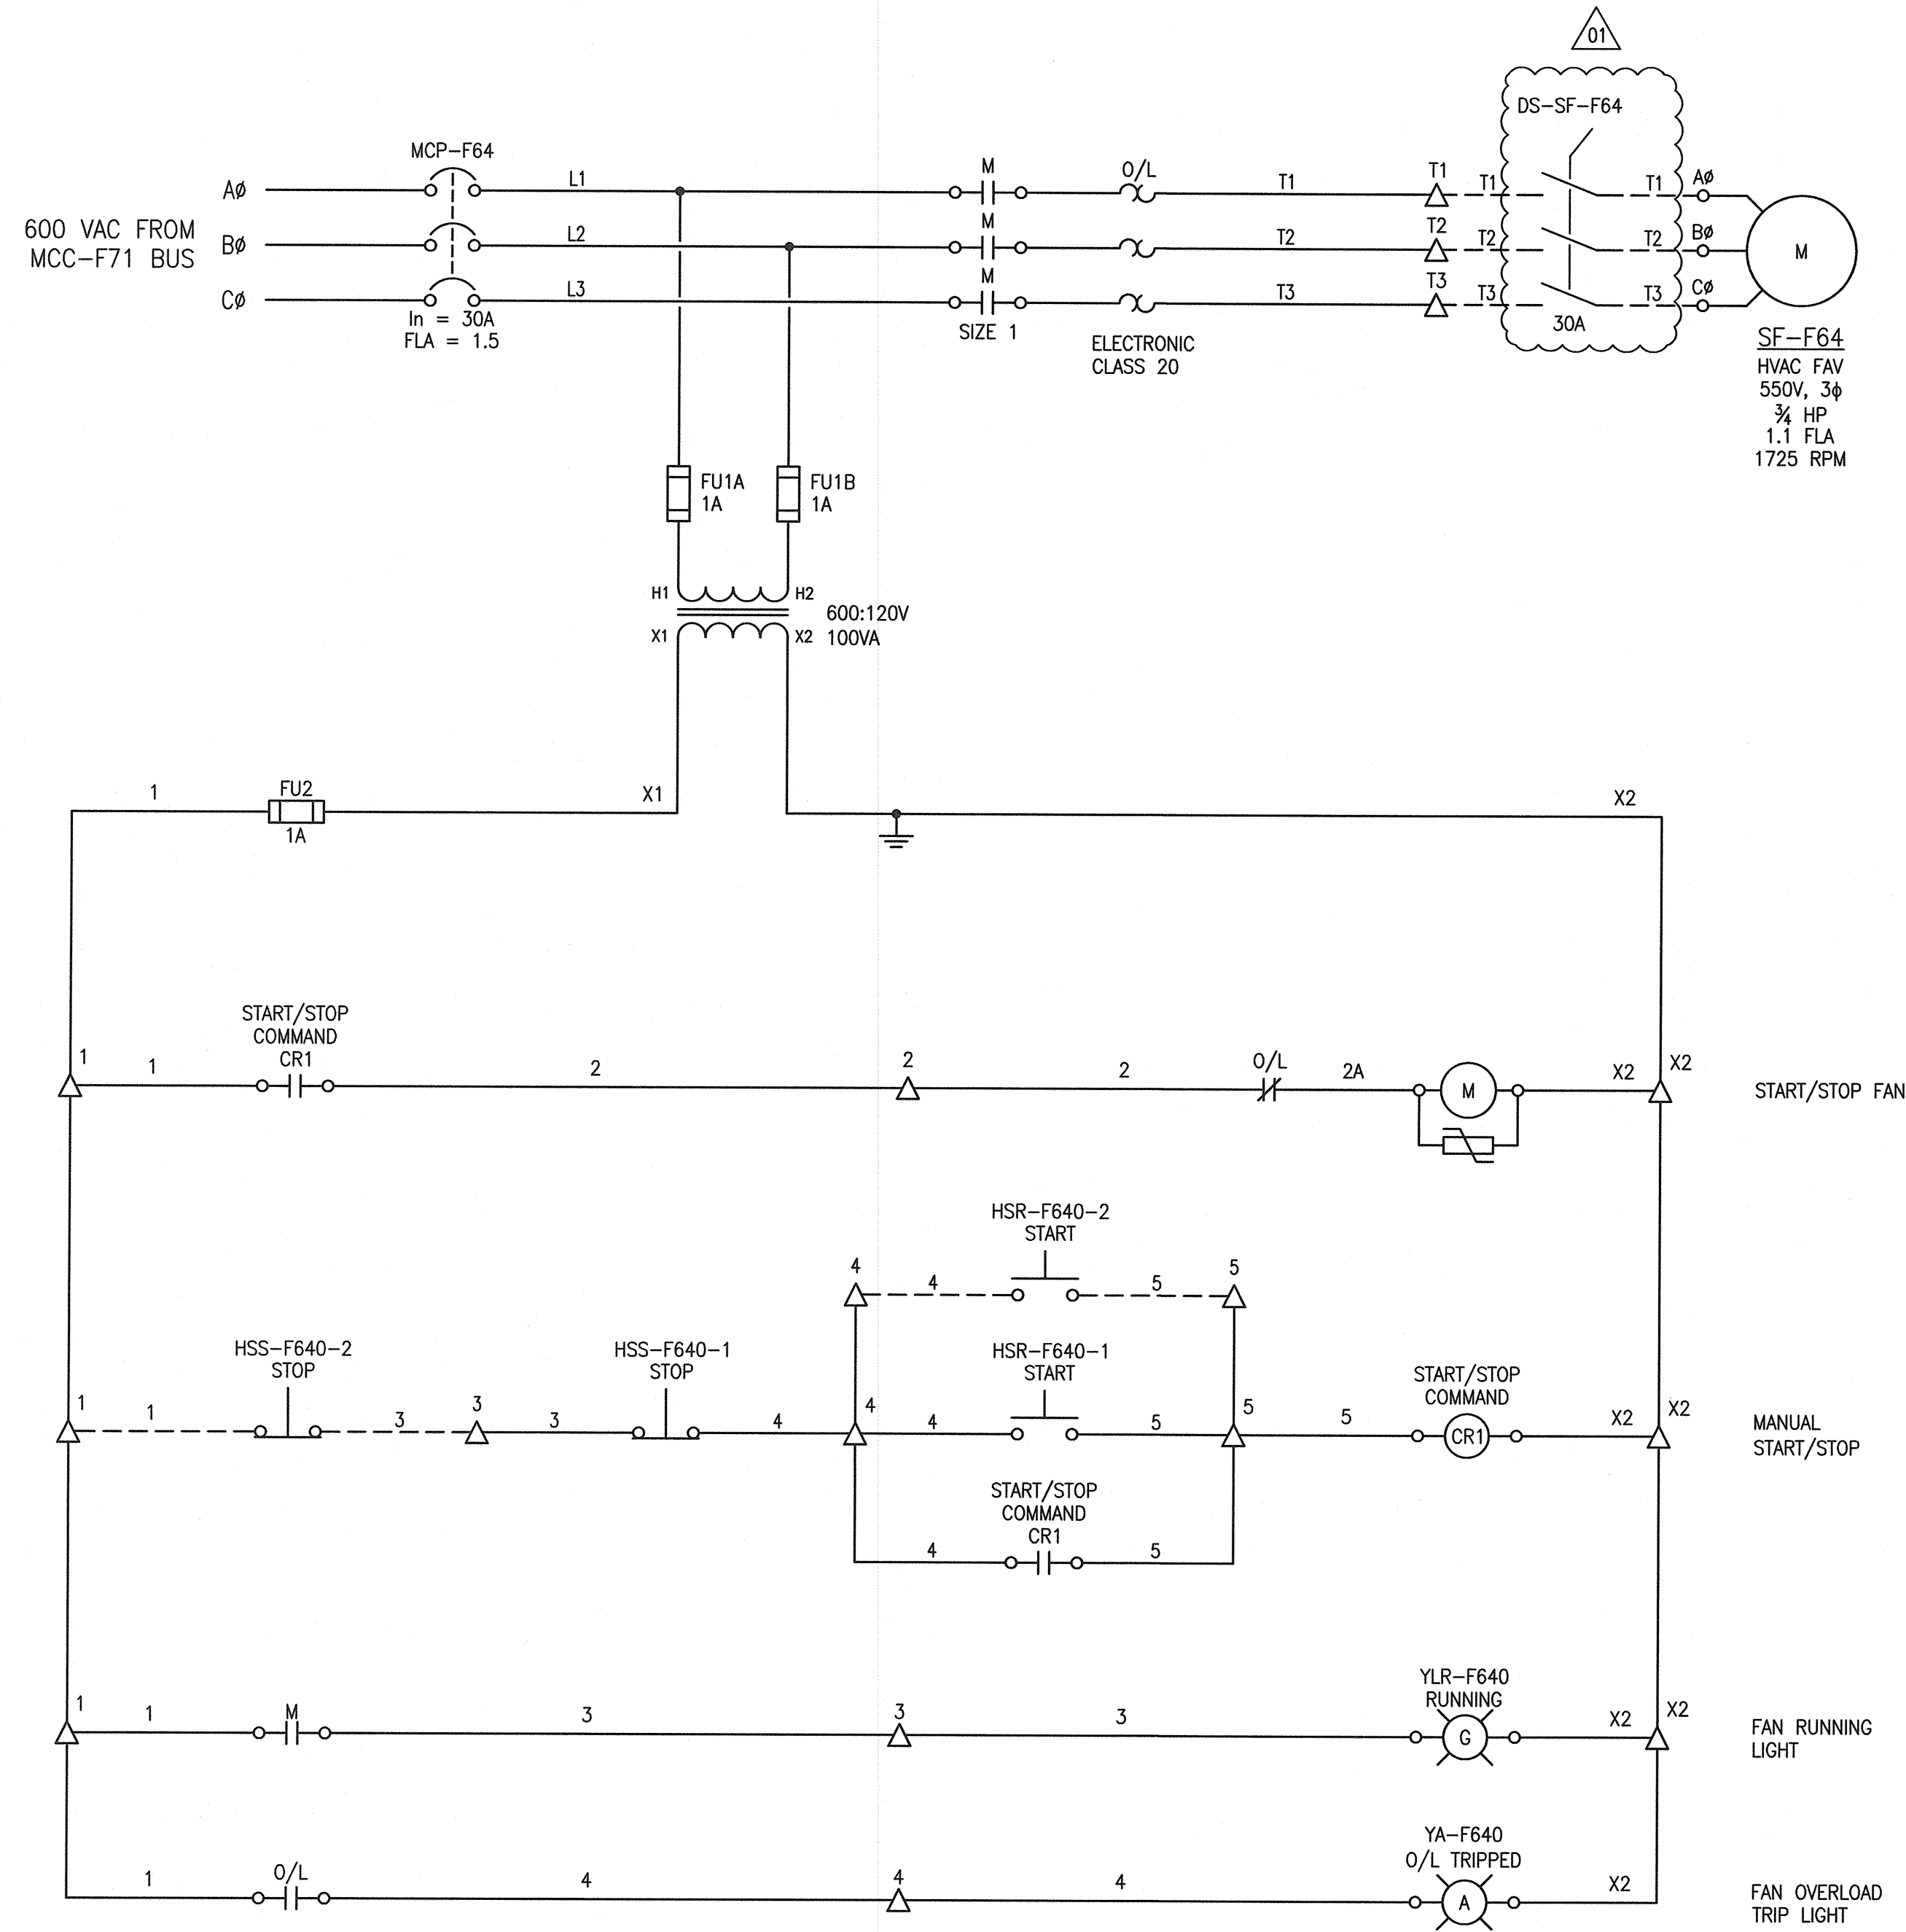 01
DS-SF-F64
MCP-F64
AØ
L1
M
O/L
T1
T1
T1
T1
AØ
600 VAC FROM
MCC-F71 BUS
BØ
L2
M
T2
T2
T2
T2
BØ
M
CØ
L3
M
T3
T3
T3
T3
CØ
In = 30A
FLA = 1.5
SIZE 1
ELECTRONIC
CLASS 20
30A
SF-F64
HVAC FAV
550V, 3ϕ
¾ HP
1.1 FLA
1725 RPM
FU1A
1A
FU1B
1A
H1
H2
600:120V
100VA
X1
X2
1
FU2
1A
X1
X2
START/STOP
COMMAND
CR1
1
1
2
2
2
O/L
2A
M
X2
X2
START/STOP FAN
HSR-F640-2
START
4
4
5
5
HSS-F640-2
STOP
HSS-F640-1
STOP
HSR-F640-1
START
START/STOP
COMMAND
1
1
3
3
3
4
4
4
5
5
5
CR1
X2
X2
MANUAL
START/STOP
START/STOP
COMMAND
CR1
4
5
1
1
M
3
3
3
YLR-F640
RUNNING
G
X2
X2
FAN RUNNING
LIGHT
1
O/L
4
4
4
YA-F640
O/L TRIPPED
A
X2
FAN OVERLOAD
TRIP LIGHT